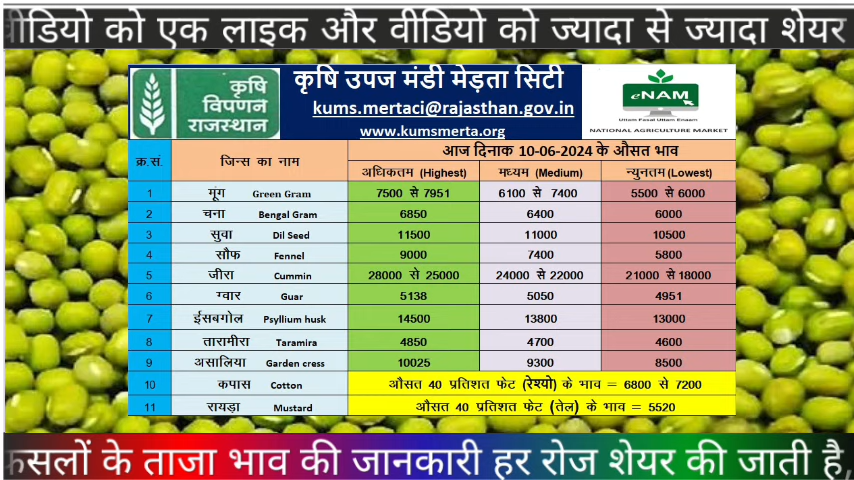 वीडियो को एक लाइक और वीडियो को ज्यादा से ज्यादा शेयर
कृषि विपणन राजस्थान
कृषि उपज मंडी मेड़ता सिटी
kums.mertaci@rajasthan.gov.in
www.kumsmerta.org
eNAM
Uttam Fasal Uttam Enaam
NATIONAL AGRICULTURE MARKET
क्र.सं. जिन्स का नाम आज दिनाक 10-06-2024 के औसत भाव
अधिकतम (Highest) मध्यम (Medium) न्युनतम (Lowest)
1 मूंग Green Gram 7500 से 7951 6100 से 7400 5500 से 6000
2 चना Bengal Gram 6850 6400 6000
3 सुवा Dil Seed 11500 11000 10500
4 सौफ Fennel 9000 7400 5800
5 जीरा Cummin 28000 से 25000 24000 से 22000 21000 से 18000
6 ग्वार Guar 5138 5050 4951
7 ईसबगोल Psyllium husk 14500 13800 13000
8 तारामीरा Taramira 4850 4700 4600
9 असालिया Garden cress 10025 9300 8500
10 कपास Cotton औसत 40 प्रतिशत फेट (रेश्यो) के भाव = 6800 से 7200
11 रायड़ा Mustard औसत 40 प्रतिशत फेट (तेल) के भाव = 5520
फसलों के ताजा भाव की जानकारी हर रोज शेयर की जाती है,